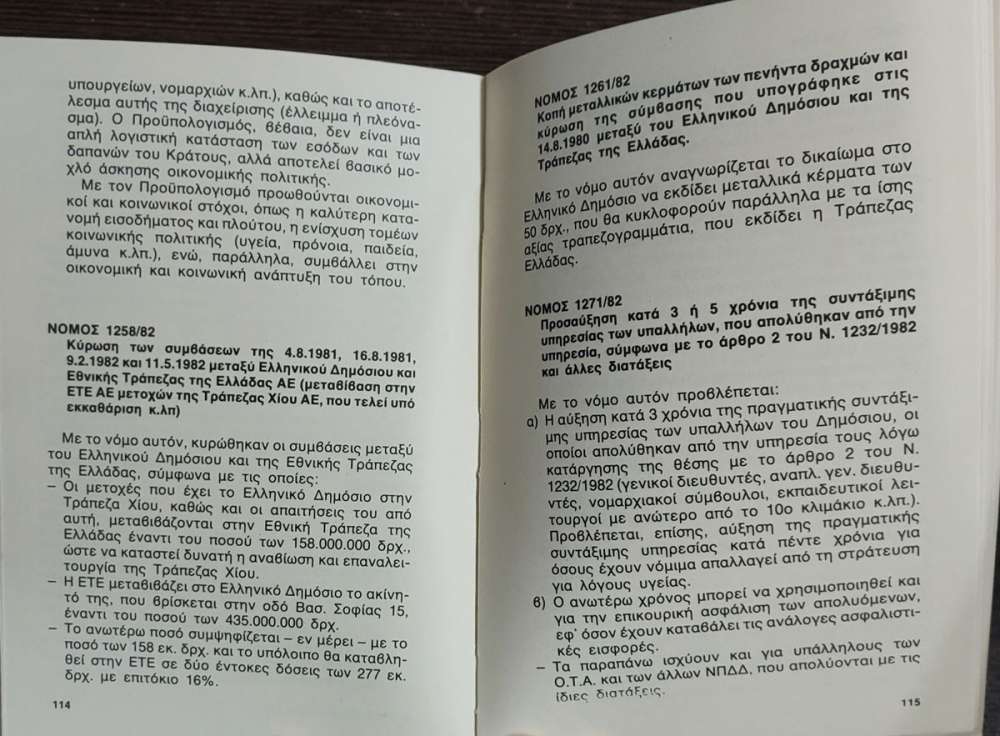 υπουργείων, νομαρχιών κ.λπ.), καθώς και το αποτέ-
λεσμα αυτής της διαχείρισης (έλλειμμα ή πλεόνα-
σμα). Ο Προϋπολογισμός, βέβαια, δεν είναι μια
απλή λογιστική κατάσταση των εσόδων και των
δαπανών του Κράτους, αλλά αποτελεί βασικό μο-
χλό άσκησης οικονομικής πολιτικής.
Με τον Προϋπολογισμό προωθούνται οικονομι-
κοί και κοινωνικοί στόχοι, όπως η καλύτερη κατα-
νομή εισοδήματος και πλούτου, η ενίσχυση τομέων
κοινωνικής πολιτικής (υγεία, πρόνοια, παιδεία,
άμυνα κ.λπ.), ενώ, παράλληλα, συμβάλλει στην
οικονομική και κοινωνική ανάπτυξη του τόπου.
ΝΟΜΟΣ 1258/82
Κύρωση των συμβάσεων της 4.8.1981, 16.8.1981,
9.2.1982 και 11.5.1982 μεταξύ Ελληνικού Δημόσιου και
Εθνικής Τράπεζας της Ελλάδας ΑΕ (μεταβίβαση στην
ΕΤΕ ΑΕ μετοχών της Τράπεζας Χίου ΑΕ, που τελεί υπό
εκκαθάριση κ.λπ)
Με το νόμο αυτόν, κυρώθηκαν οι συμβάσεις μεταξύ
του Ελληνικού Δημόσιου και της Εθνικής Τράπεζας
της Ελλάδας, σύμφωνα με τις οποίες:
– Οι μετοχές που έχει το Ελληνικό Δημόσιο στην
Τράπεζα Χίου, καθώς και οι απαιτήσεις του από
αυτή, μεταβιβάζονται στην Εθνική Τράπεζα της
Ελλάδας έναντι του ποσού των 158.000.000 δρχ.,
ώστε να καταστεί δυνατή η αναβίωση και επαναλει-
τουργία της Τράπεζας Χίου.
– Η ΕΤΕ μεταβιβάζει στο Ελληνικό Δημόσιο το ακίνη-
τό της, που βρίσκεται στην οδό Βασ. Σοφίας 15,
έναντι του ποσού των 435.000.000 δρχ.
– Το ανωτέρω ποσό συμψηφίζεται – εν μέρει – με το
ποσό των 158 εκ. δρχ. και το υπόλοιπο θα καταβλη-
θεί στην ΕΤΕ σε δύο έντοκες δόσεις των 277 εκ.
δρχ. με επιτόκιο 16%.
114
ΝΟΜΟΣ 1261/82
Κοπή μεταλλικών κερμάτων των πενήντα δραχμών και
κύρωση της σύμβασης που υπογράφηκε στις
14.8.1980 μεταξύ του Ελληνικού Δημόσιου και της
Τράπεζας της Ελλάδας.
Με το νόμο αυτόν αναγνωρίζεται το δικαίωμα στο
Ελληνικό Δημόσιο να εκδίδει μεταλλικά κέρματα των
50 δρχ., που θα κυκλοφορούν παράλληλα με τα ίσης
αξίας τραπεζογραμμάτια, που εκδίδει η Τράπεζας
Ελλάδας.
ΝΟΜΟΣ 1271/82
Προσαύξηση κατά 3 ή 5 χρόνια της συντάξιμης
υπηρεσίας των υπαλλήλων, που απολύθηκαν από την
υπηρεσία, σύμφωνα με το άρθρο 2 του Ν. 1232/1982
και άλλες διατάξεις
Με το νόμο αυτόν προβλέπεται:
α) Η αύξηση κατά 3 χρόνια της πραγματικής συντάξι-
μης υπηρεσίας των υπαλλήλων του Δημόσιου, οι
οποίοι απολύθηκαν από την υπηρεσία τους λόγω
κατάργησης της θέσης με το άρθρο 2 του Ν.
1232/1982 (γενικοί διευθυντές, αναπλ. γεν. διευθυ-
ντές, νομαρχιακοί σύμβουλοι, εκπαιδευτικοί λει-
τουργοί με ανώτερο από το 10ο κλιμάκιο κ.λπ.).
Προβλέπεται, επίσης, αύξηση της πραγματικής
συντάξιμης υπηρεσίας κατά πέντε χρόνια για
όσους έχουν νόμιμα απαλλαγεί από τη στράτευση
για λόγους υγείας.
β) Ο ανωτέρω χρόνος μπορεί να χρησιμοποιηθεί και
για την επικουρική ασφάλιση των απολυόμενων,
εφ' όσον έχουν καταβάλει τις ανάλογες ασφαλιστι-
κές εισφορές.
– Τα παραπάνω ισχύουν και για υπάλληλους των
Ο.Τ.Α. και των άλλων ΝΠΔΔ, που απολύονται με τις
ίδιες διατάξεις.
115